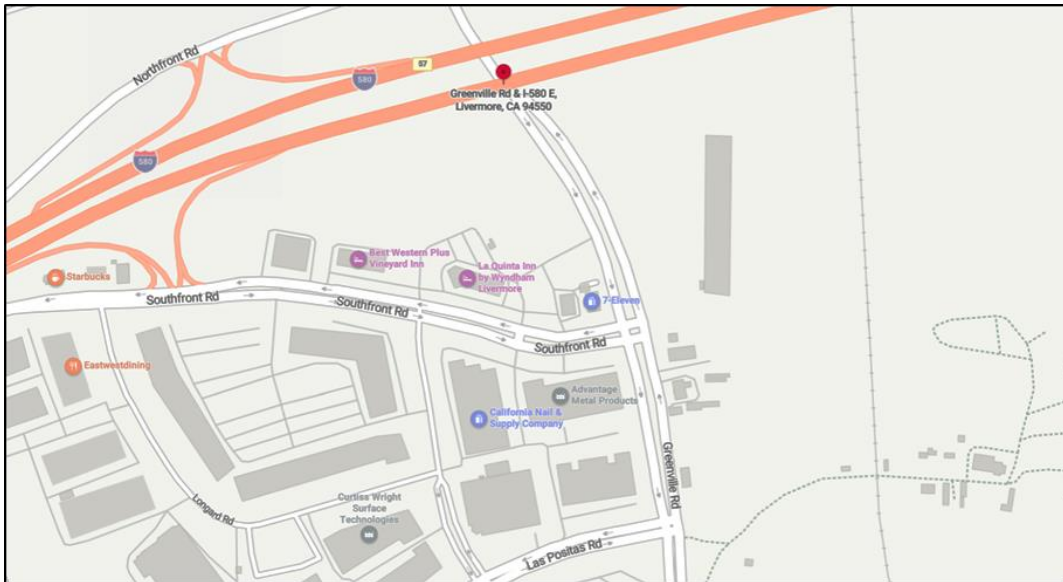 Northfront Rd
580
57
Greenville Rd & I-580 E,
Livermore, CA 94550
580
Best Western Plus
Vineyard Inn
La Quinta Inn
by Wyndham
Livermore
Starbucks
7-Eleven
Southfront Rd
Southfront Rd
Southfront Rd
Eastwestdining
Advantage
Metal Products
California Nail &
Supply Company
Greenville Rd
Longard Rd
Curtiss Wright
Surface
Technologies
Las Positas Rd